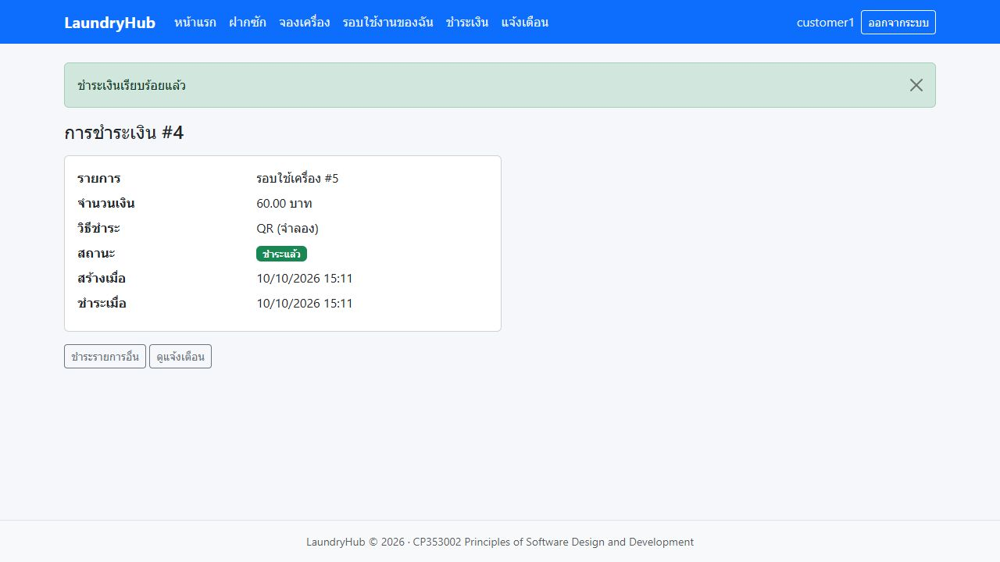 LaundryHub หน้าแรก ฝากซัก จองเครื่อง รอบใช้งานของฉัน ชำระเงิน แจ้งเตือน customer1 ออกจากระบบ
ชำระเงินเรียบร้อยแล้ว
การชำระเงิน #4
รายการ รอบใช้เครื่อง #5
จำนวนเงิน 60.00 บาท
วิธีชำระ QR (จำลอง)
สถานะ ชำระแล้ว
สร้างเมื่อ 10/10/2026 15:11
ชำระเมื่อ 10/10/2026 15:11
ชำระรายการอื่น ดูแจ้งเตือน
LaundryHub © 2026 · CP353002 Principles of Software Design and Development